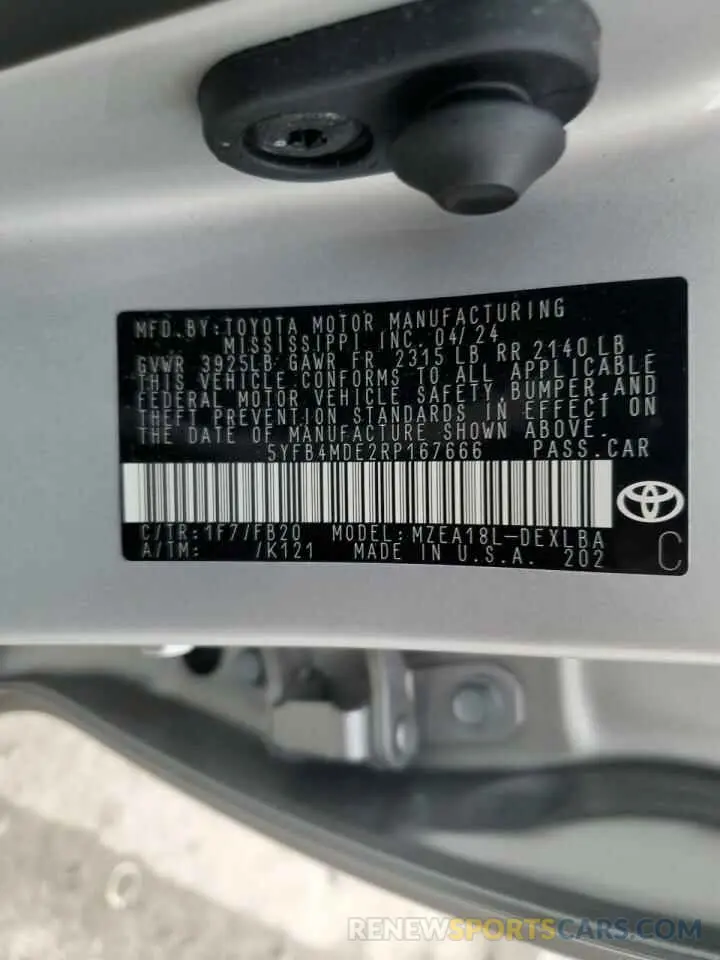 MFD. BY: TOYOTA MOTOR MANUFACTURING
MISSISSIPPI INC. 04/24
GVWR 3925LB GAWR FR 2315 LB RR 2140 LB
THIS VEHICLE CONFORMS TO ALL APPLICABLE
FEDERAL MOTOR VEHICLE SAFETY, BUMPER, AND
THEFT PREVENTION STANDARDS IN EFFECT ON
THE DATE OF MANUFACTURE SHOWN ABOVE.
5YFB4MDE2RP167666 PASS. CAR
C/TR: 1F7/FB20 MODEL: MZEA18L-DEXLBA
A/TM: /K121 MADE IN U.S.A. 202 C
RENEWSPORTSCARS.COM